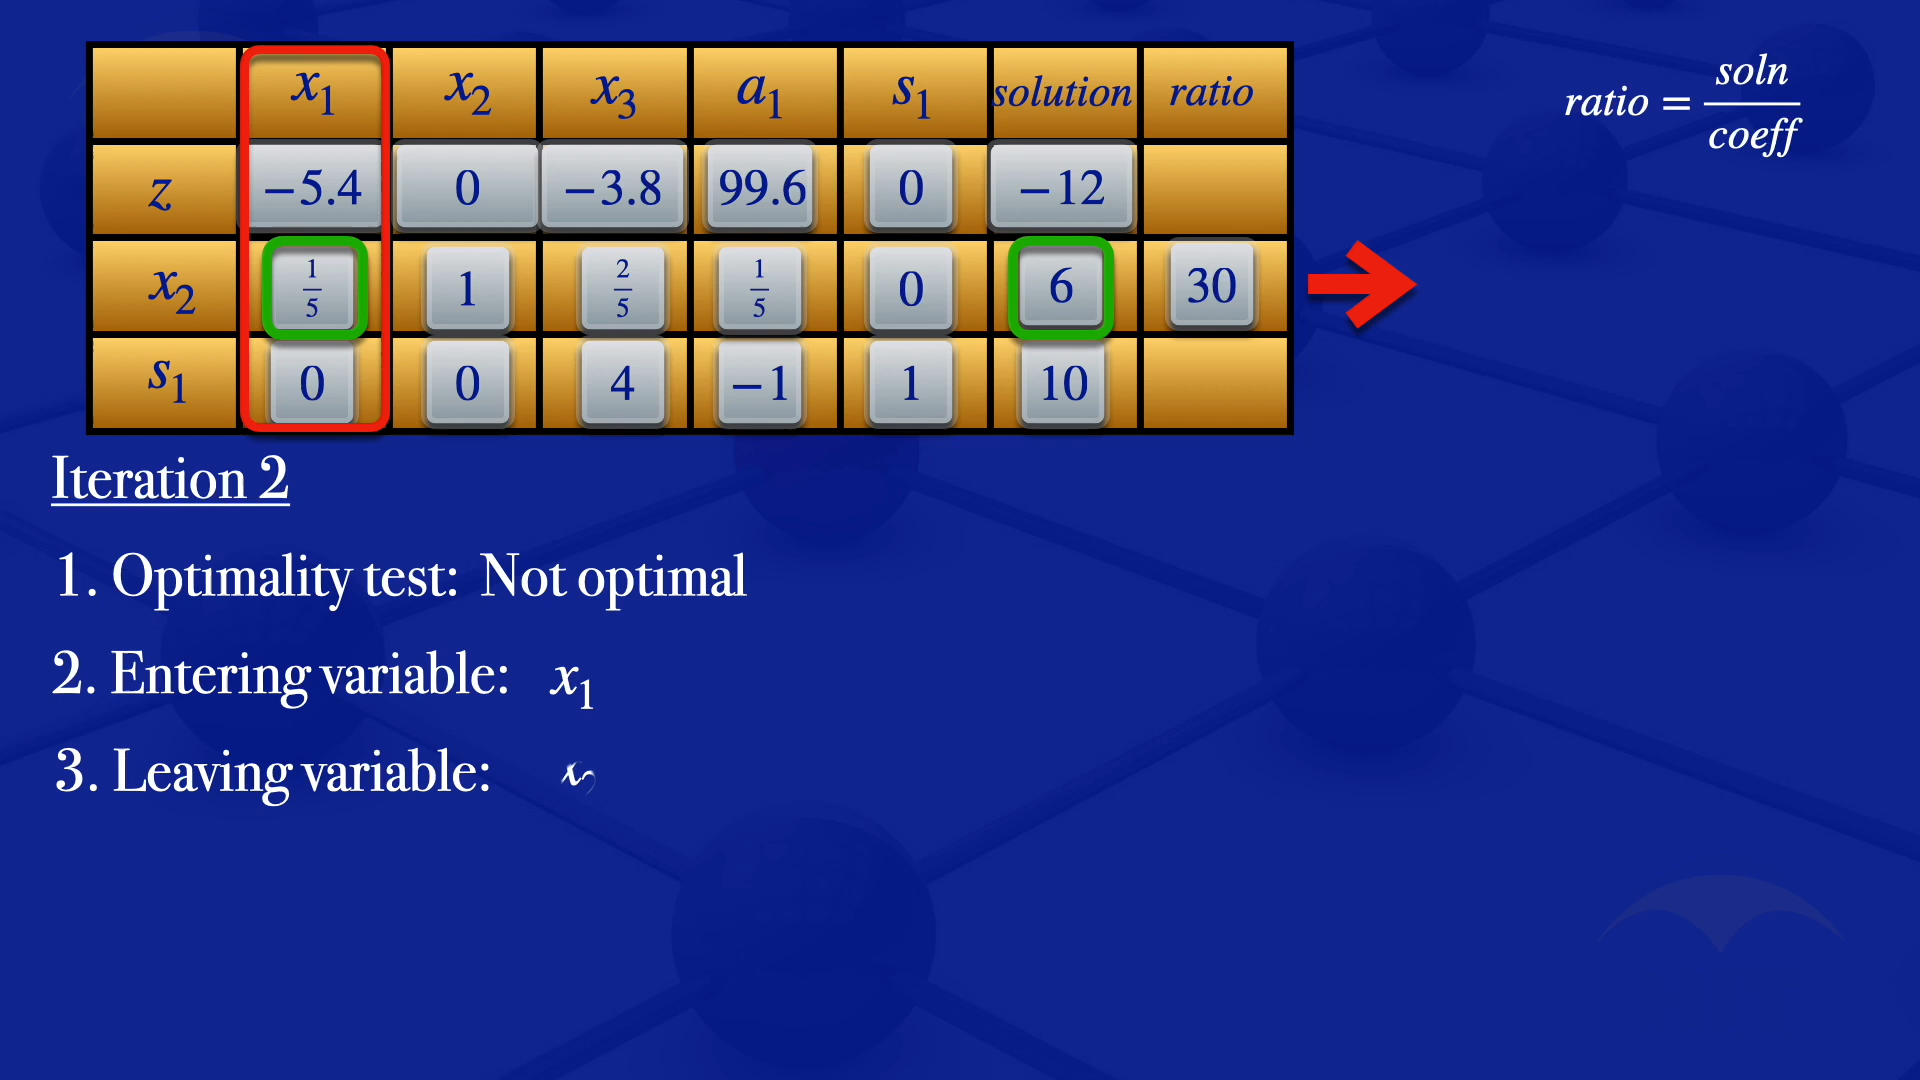 x₁ x₂ x₃ a₁ s₁ solution ratio
z −5.4 0 −3.8 99.6 0 −12
x₂ 1/5 1 2/5 1/5 0 6 30
s₁ 0 0 4 −1 1 10
ratio = soln/coeff
Iteration 2
1. Optimality test: Not optimal
2. Entering variable: x₁
3. Leaving variable: